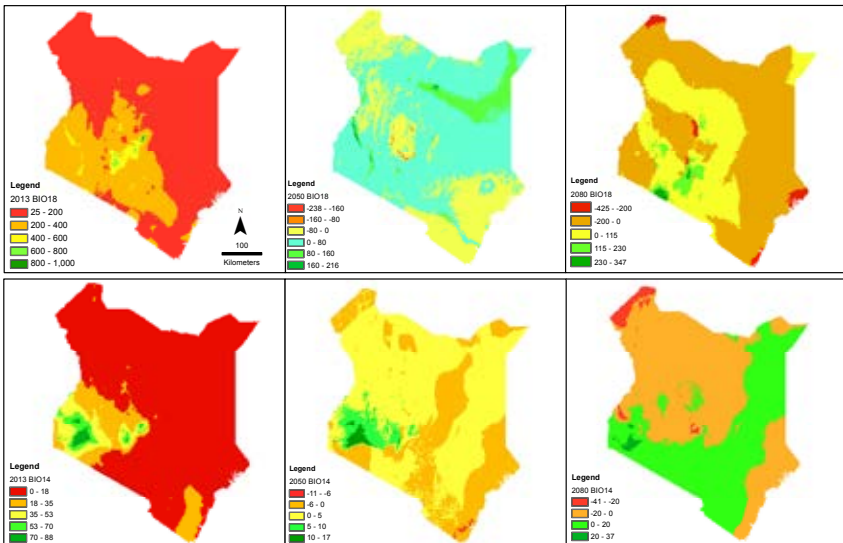 Legend
2013 BIO18
25 - 200
200 - 400
400 - 600
600 - 800
800 - 1,000
N
100
Kilometers
Legend
2050 BIO18
-238 - -160
-160 - -80
-80 - 0
0 - 80
80 - 160
160 - 216
Legend
2080 BIO18
-425 - -200
-200 - 0
0 - 115
115 - 230
230 - 347
Legend
2013 BIO14
0 - 18
18 - 35
35 - 53
53 - 70
70 - 88
Legend
2050 BIO14
-11 - -6
-6 - 0
0 - 5
5 - 10
10 - 17
Legend
2080 BIO14
-41 - -20
-20 - 0
0 - 20
20 - 37